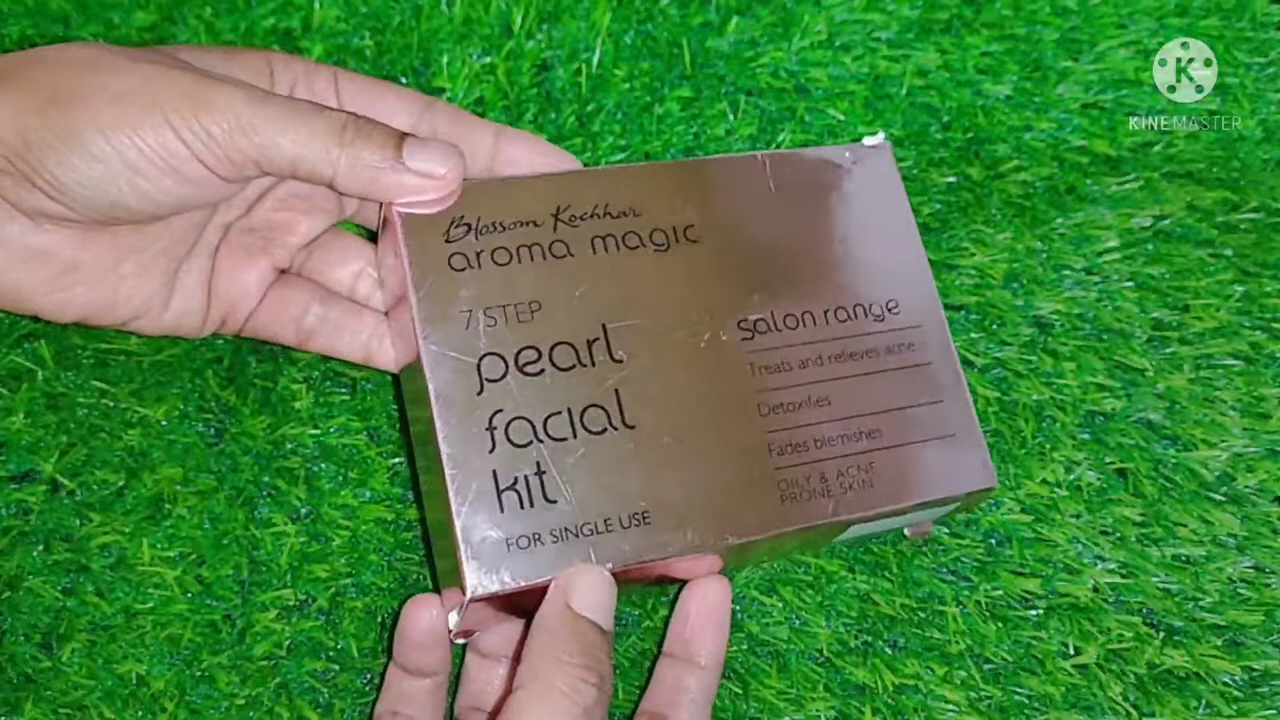 Blossom Kochhar
aroma magic
7 STEP
pearl
facial
kit
FOR SINGLE USE
salon range
Treats and relieves acne
Detoxifies
Fades blemishes
OILY & ACNE
PRONE SKIN
K
KINEMASTER